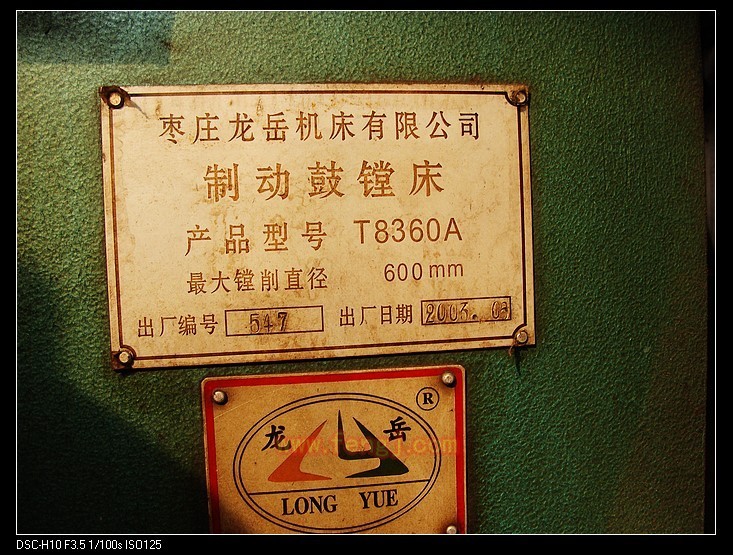 枣庄龙岳机床有限公司
制动鼓镗床
产品型号 T8360A
最大镗削直径 600mm
出厂编号 547 出厂日期 2003.
龙 岳 ®
LONG YUE
DSC-H10 F3.5 1/100s ISO125